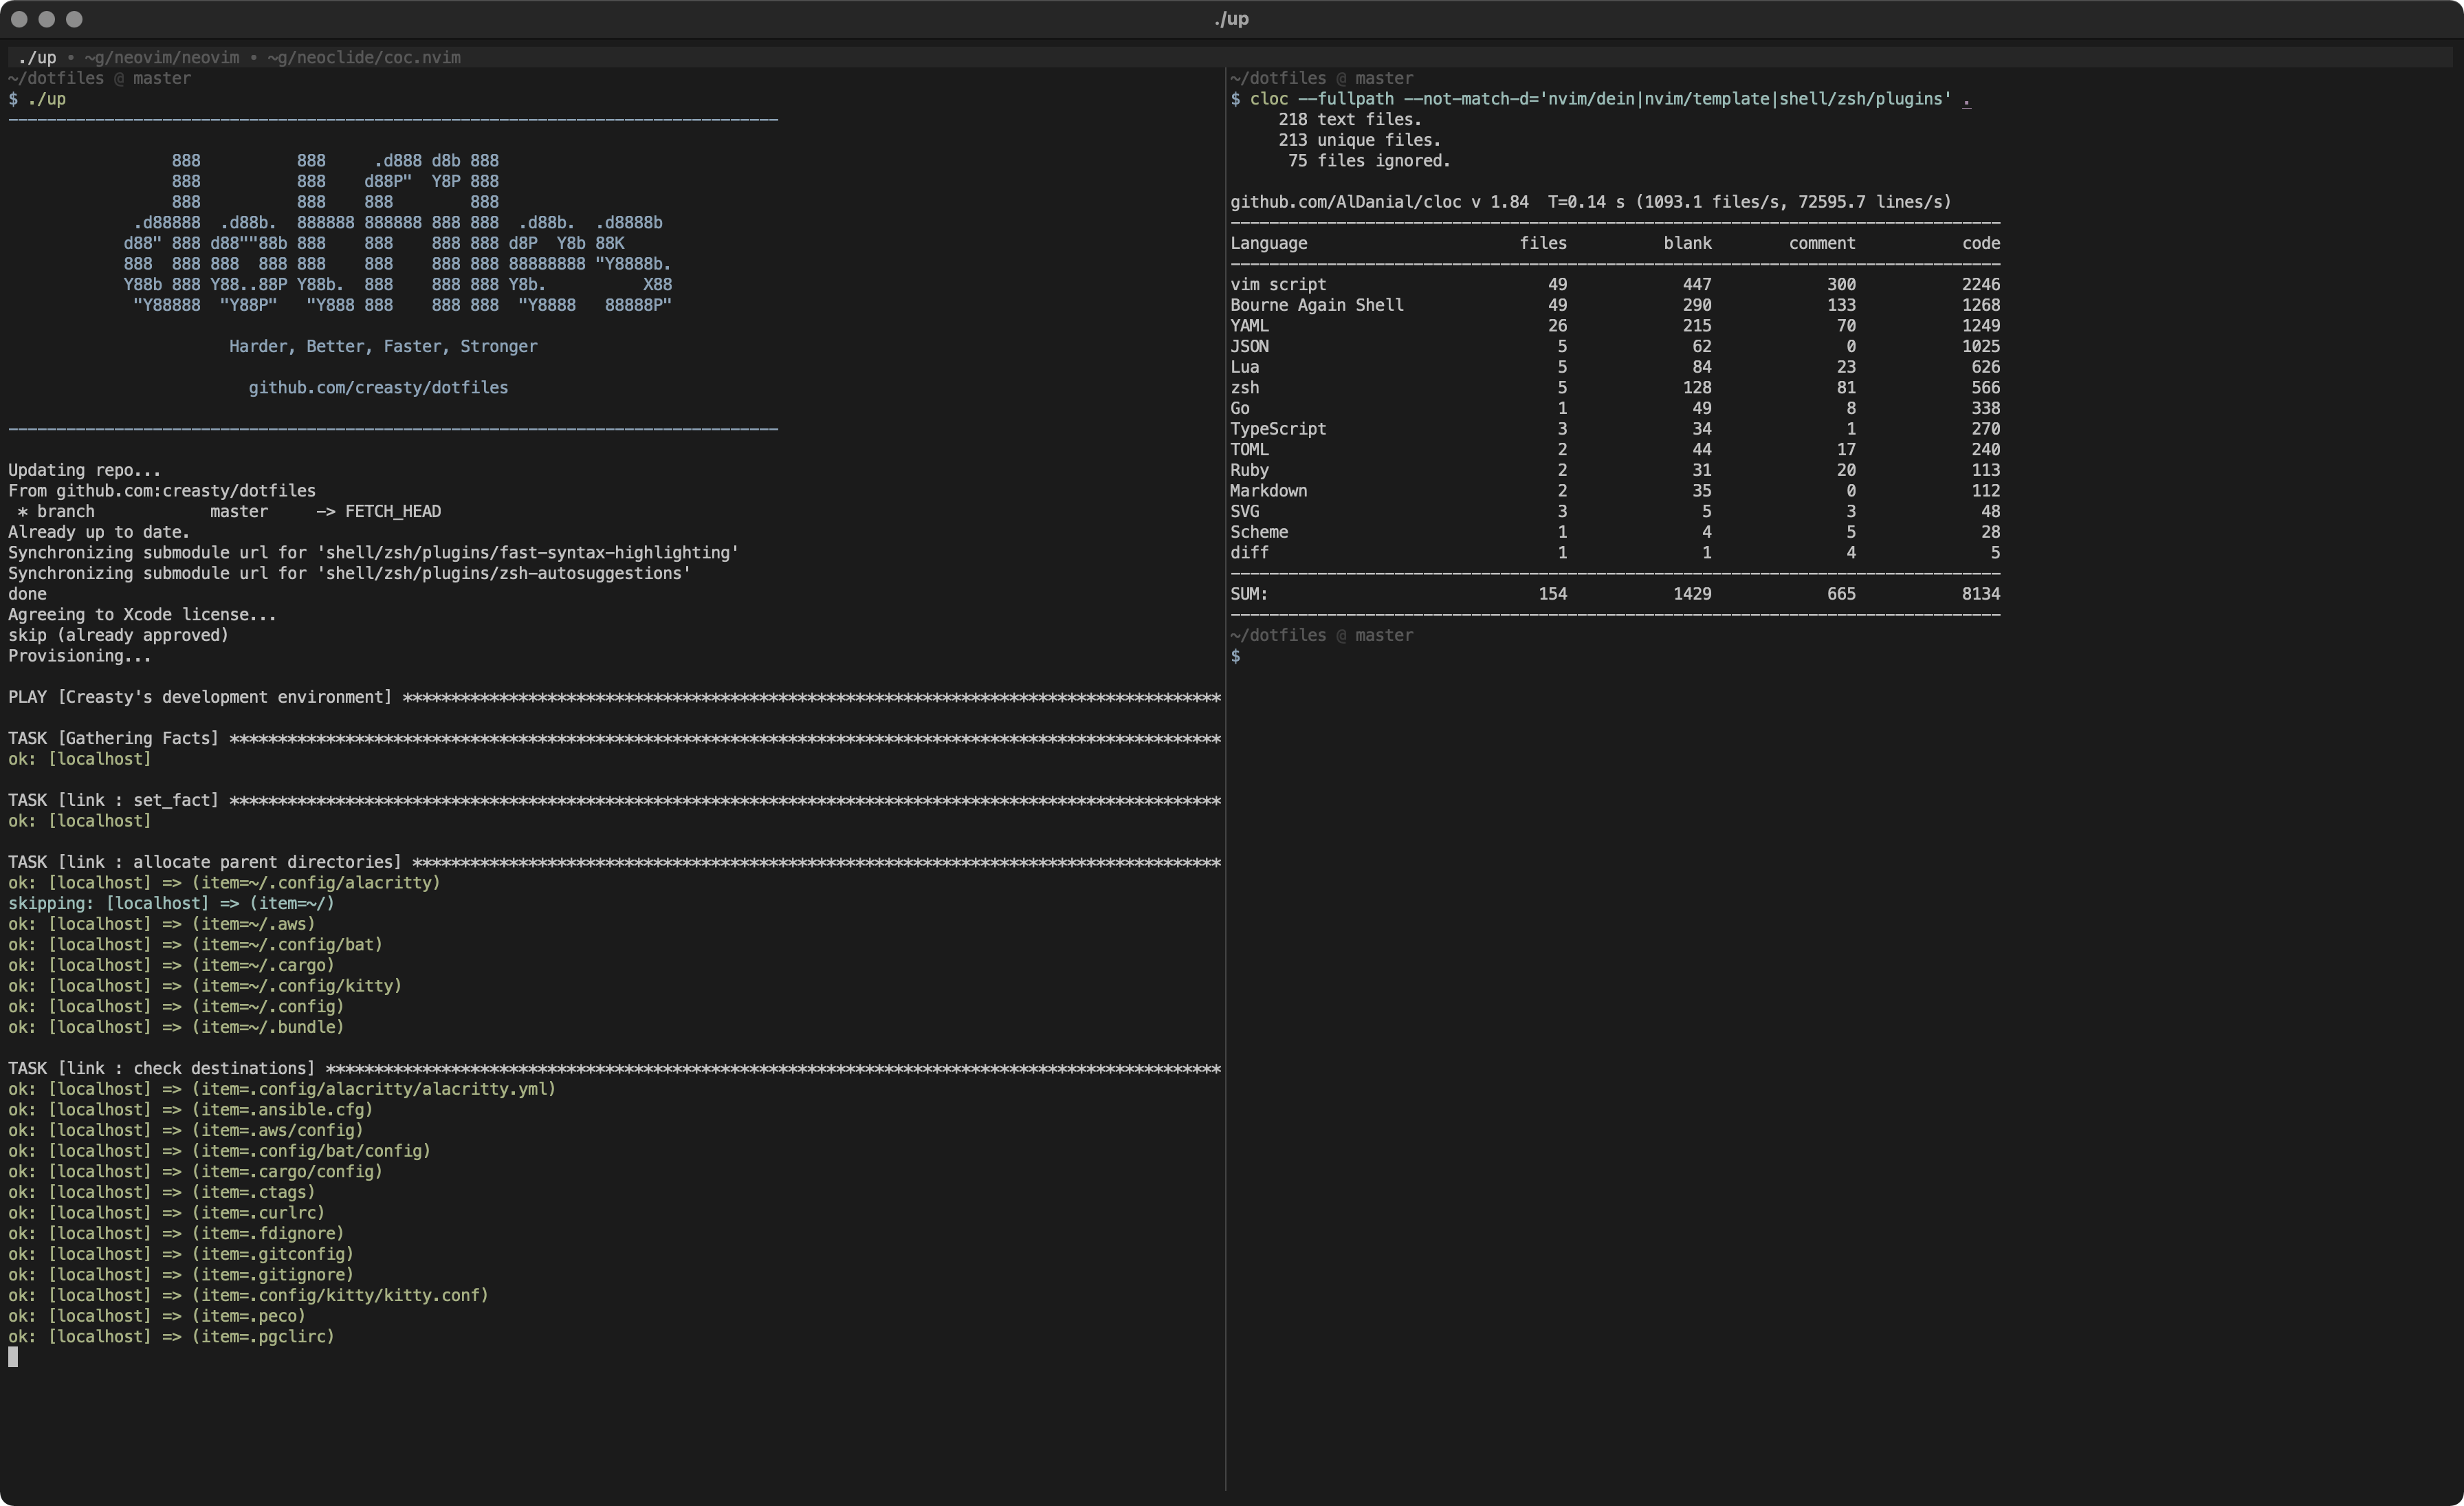 ./up
./up • ~g/neovim/neovim • ~g/neoclide/coc.nvim
~/dotfiles @ master
$ ./up
--------------------------------------------------------------------------------
                 888          888     .d888 d8b 888
                 888          888    d88P"  Y8P 888
                 888          888    888        888
             .d88888  .d88b.  888888 888888 888 888  .d88b.  .d8888b
            d88" 888 d88""88b 888    888    888 888 d8P  Y8b 88K
            888  888 888  888 888    888    888 888 88888888 "Y8888b.
            Y88b 888 Y88..88P Y88b.  888    888 888 Y8b.          X88
             "Y88888  "Y88P"   "Y888 888    888 888  "Y8888   88888P"
Harder, Better, Faster, Stronger
github.com/creasty/dotfiles
--------------------------------------------------------------------------------
Updating repo...
From github.com:creasty/dotfiles
 * branch            master     -> FETCH_HEAD
Already up to date.
Synchronizing submodule url for 'shell/zsh/plugins/fast-syntax-highlighting'
Synchronizing submodule url for 'shell/zsh/plugins/zsh-autosuggestions'
done
Agreeing to Xcode license...
skip (already approved)
Provisioning...
PLAY [Creasty's development environment] *************************************************************************************
TASK [Gathering Facts] *******************************************************************************************************
ok: [localhost]
TASK [link : set_fact] *******************************************************************************************************
ok: [localhost]
TASK [link : allocate parent directories] ************************************************************************************
ok: [localhost] => (item=~/.config/alacritty)
skipping: [localhost] => (item=~/)
ok: [localhost] => (item=~/.aws)
ok: [localhost] => (item=~/.config/bat)
ok: [localhost] => (item=~/.cargo)
ok: [localhost] => (item=~/.config/kitty)
ok: [localhost] => (item=~/.config)
ok: [localhost] => (item=~/.bundle)
TASK [link : check destinations] *********************************************************************************************
ok: [localhost] => (item=.config/alacritty/alacritty.yml)
ok: [localhost] => (item=.ansible.cfg)
ok: [localhost] => (item=.aws/config)
ok: [localhost] => (item=.config/bat/config)
ok: [localhost] => (item=.cargo/config)
ok: [localhost] => (item=.ctags)
ok: [localhost] => (item=.curlrc)
ok: [localhost] => (item=.fdignore)
ok: [localhost] => (item=.gitconfig)
ok: [localhost] => (item=.gitignore)
ok: [localhost] => (item=.config/kitty/kitty.conf)
ok: [localhost] => (item=.peco)
ok: [localhost] => (item=.pgclirc)
~/dotfiles @ master
$ cloc --fullpath --not-match-d='nvim/dein|nvim/template|shell/zsh/plugins' .
     218 text files.
     213 unique files.
      75 files ignored.
github.com/AlDanial/cloc v 1.84  T=0.14 s (1093.1 files/s, 72595.7 lines/s)
--------------------------------------------------------------------------------
Language                      files          blank        comment           code
--------------------------------------------------------------------------------
vim script                       49            447            300           2246
Bourne Again Shell               49            290            133           1268
YAML                             26            215             70           1249
JSON                              5             62              0           1025
Lua                               5             84             23            626
zsh                               5            128             81            566
Go                                1             49              8            338
TypeScript                        3             34              1            270
TOML                              2             44             17            240
Ruby                              2             31             20            113
Markdown                          2             35              0            112
SVG                               3              5              3             48
Scheme                            1              4              5             28
diff                              1              1              4              5
--------------------------------------------------------------------------------
SUM:                            154           1429            665           8134
--------------------------------------------------------------------------------
~/dotfiles @ master
$